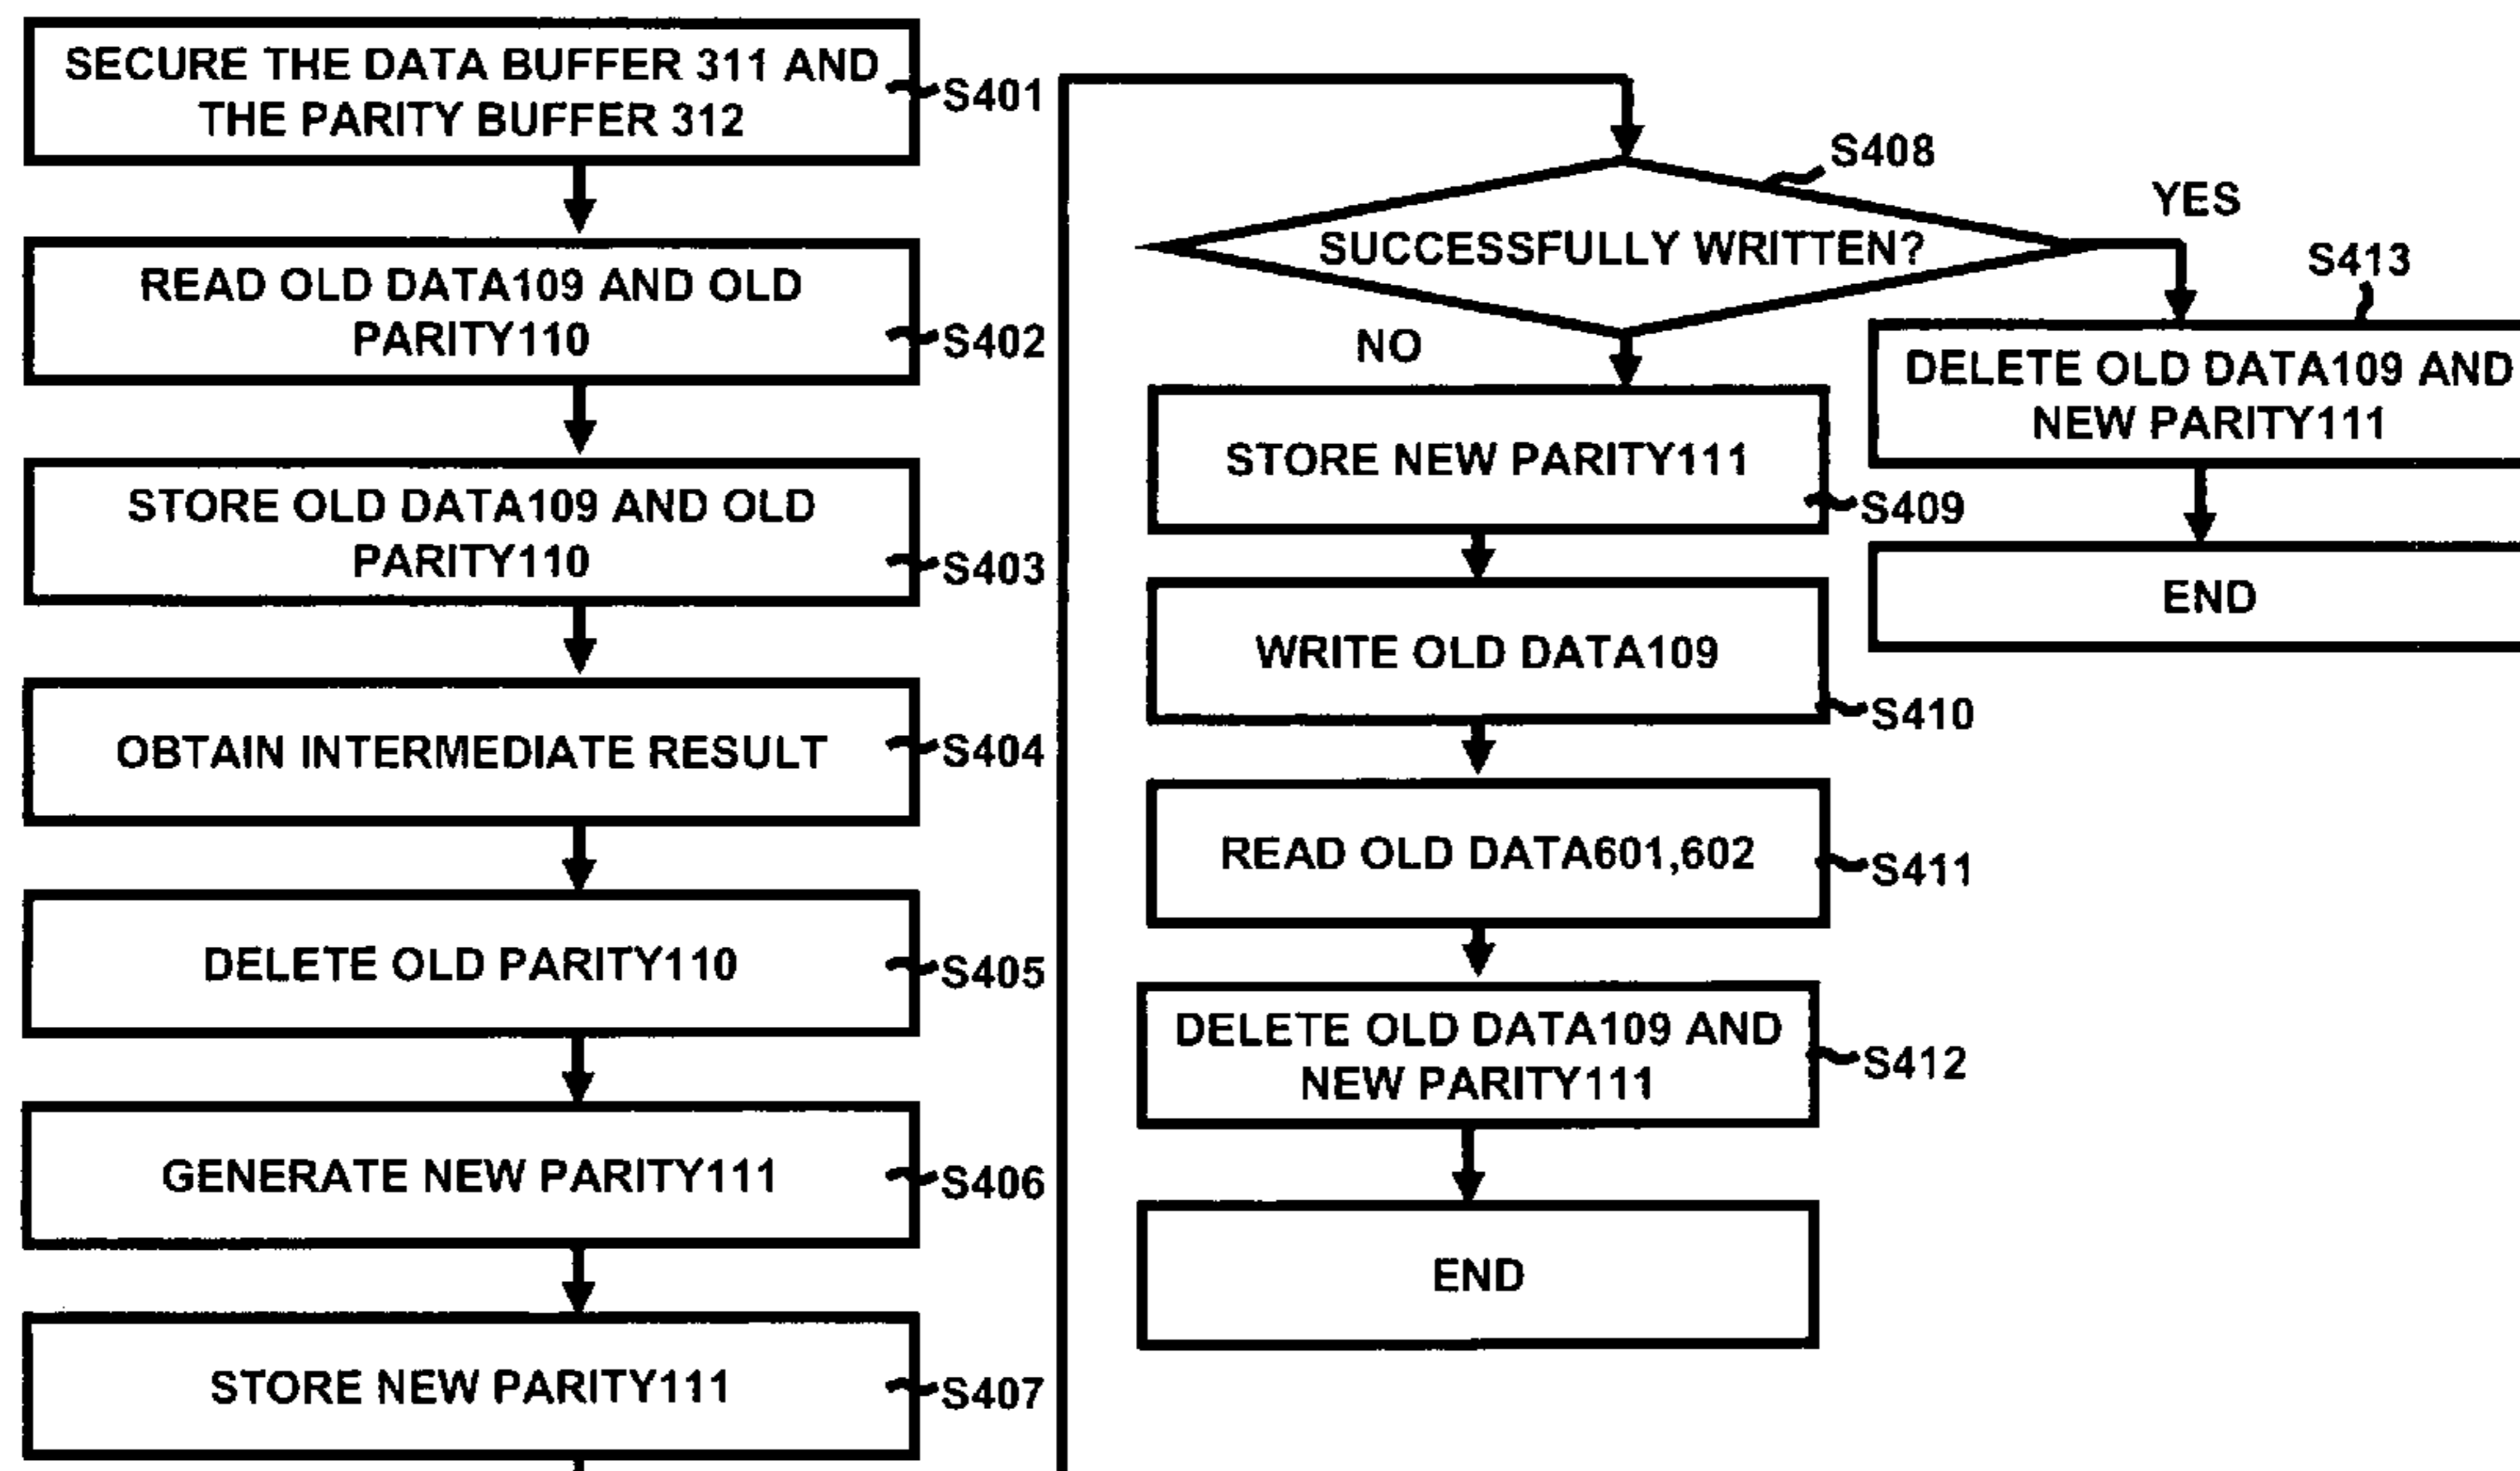 SECURE THE DATA BUFFER 311 AND
THE PARITY BUFFER 312
S401
READ OLD DATA109 AND OLD
PARITY110
S402
STORE OLD DATA109 AND OLD
PARITY110
S403
OBTAIN INTERMEDIATE RESULT
S404
DELETE OLD PARITY110
S405
GENERATE NEW PARITY111
S406
STORE NEW PARITY111
S407
S408
SUCCESSFULLY WRITTEN?
YES
NO
S413
DELETE OLD DATA109 AND
NEW PARITY111
END
STORE NEW PARITY111
S409
WRITE OLD DATA109
S410
READ OLD DATA601,602
S411
DELETE OLD DATA109 AND
NEW PARITY111
S412
END